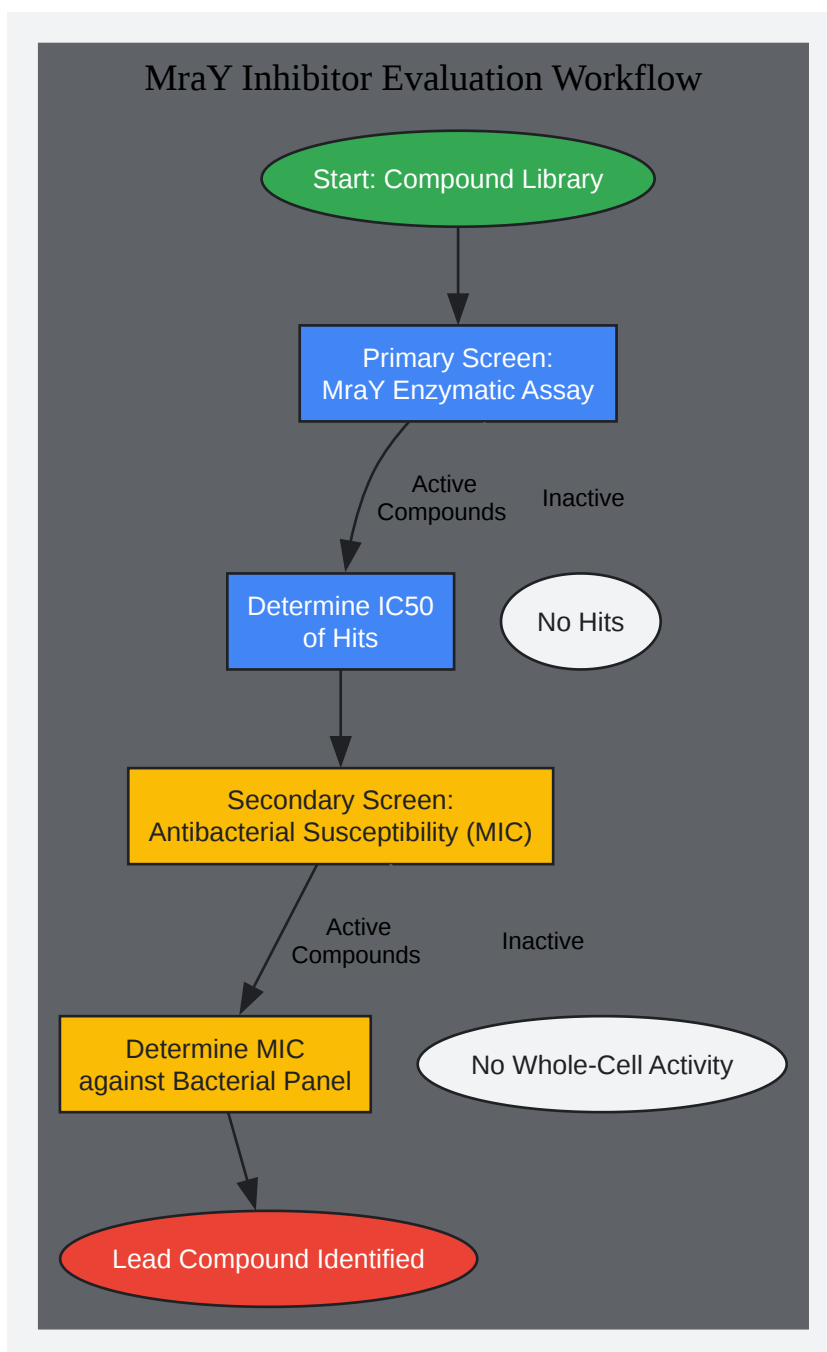 MraY Inhibitor Evaluation Workflow
Start: Compound Library
Primary Screen:
MraY Enzymatic Assay
Active
Compounds
Inactive
Determine IC50
of Hits
No Hits
Secondary Screen:
Antibacterial Susceptibility (MIC)
Active
Compounds
Inactive
Determine MIC
against Bacterial Panel
No Whole-Cell Activity
Lead Compound Identified